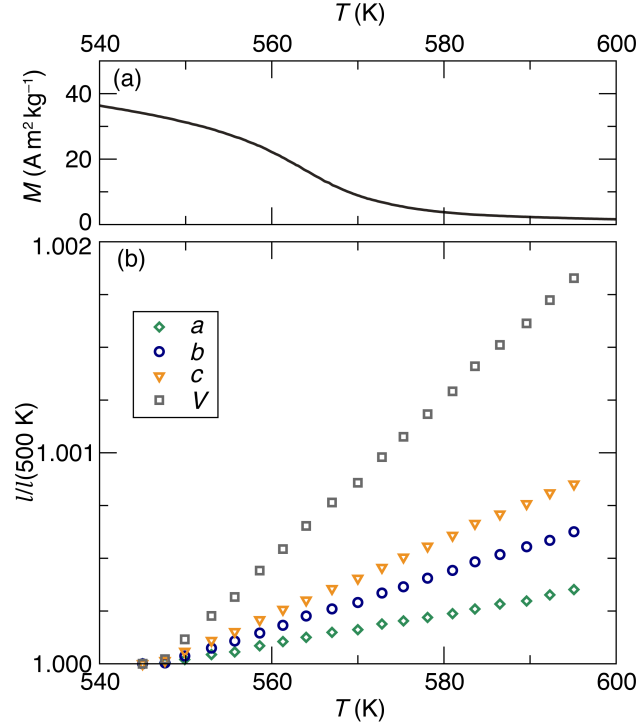 T (K)
540 560 580 600
(a)
M (A m² kg⁻¹)
40
20
0
(b)
l/l(500 K)
1.002
1.001
1.000
a
b
c
V
540 560 580 600
T (K)